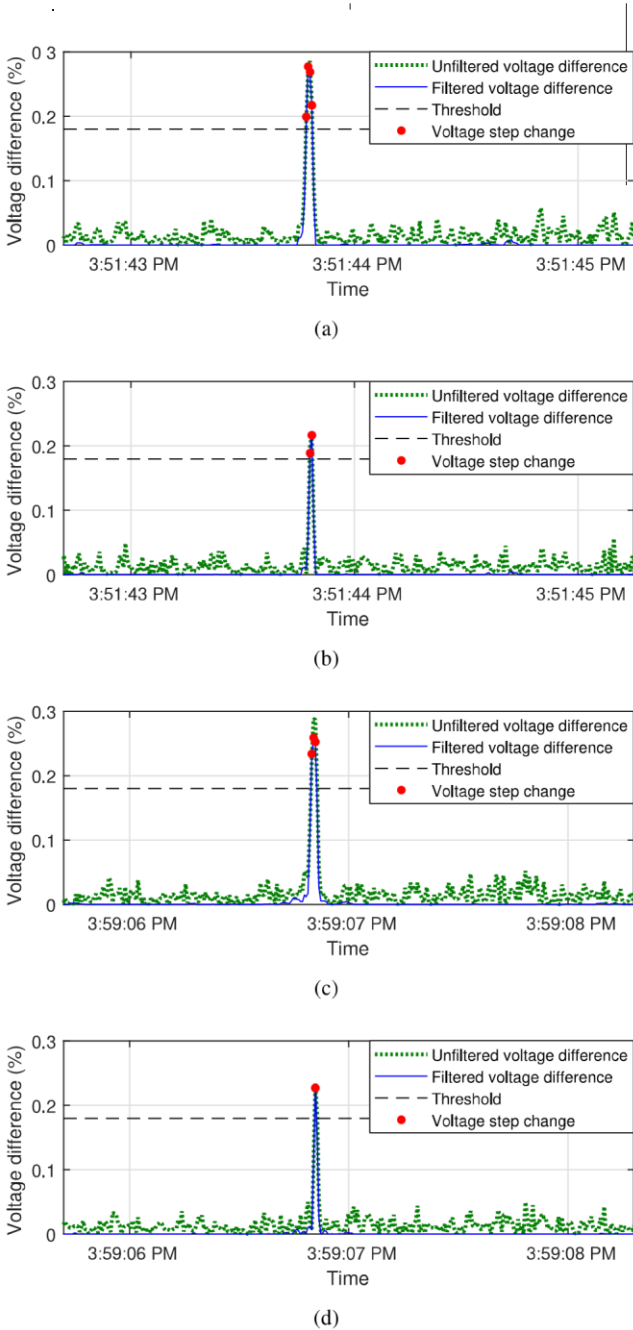 0.3
0.2
0.1
0
Voltage difference (%)
Unfiltered voltage difference
Filtered voltage difference
Threshold
Voltage step change
3:51:43 PM 3:51:44 PM 3:51:45 PM
Time
(a)
0.3
0.2
0.1
0
Voltage difference (%)
Unfiltered voltage difference
Filtered voltage difference
Threshold
Voltage step change
3:51:43 PM 3:51:44 PM 3:51:45 PM
Time
(b)
0.3
0.2
0.1
0
Voltage difference (%)
Unfiltered voltage difference
Filtered voltage difference
Threshold
Voltage step change
3:59:06 PM 3:59:07 PM 3:59:08 PM
Time
(c)
0.3
0.2
0.1
0
Voltage difference (%)
Unfiltered voltage difference
Filtered voltage difference
Threshold
Voltage step change
3:59:06 PM 3:59:07 PM 3:59:08 PM
Time
(d)